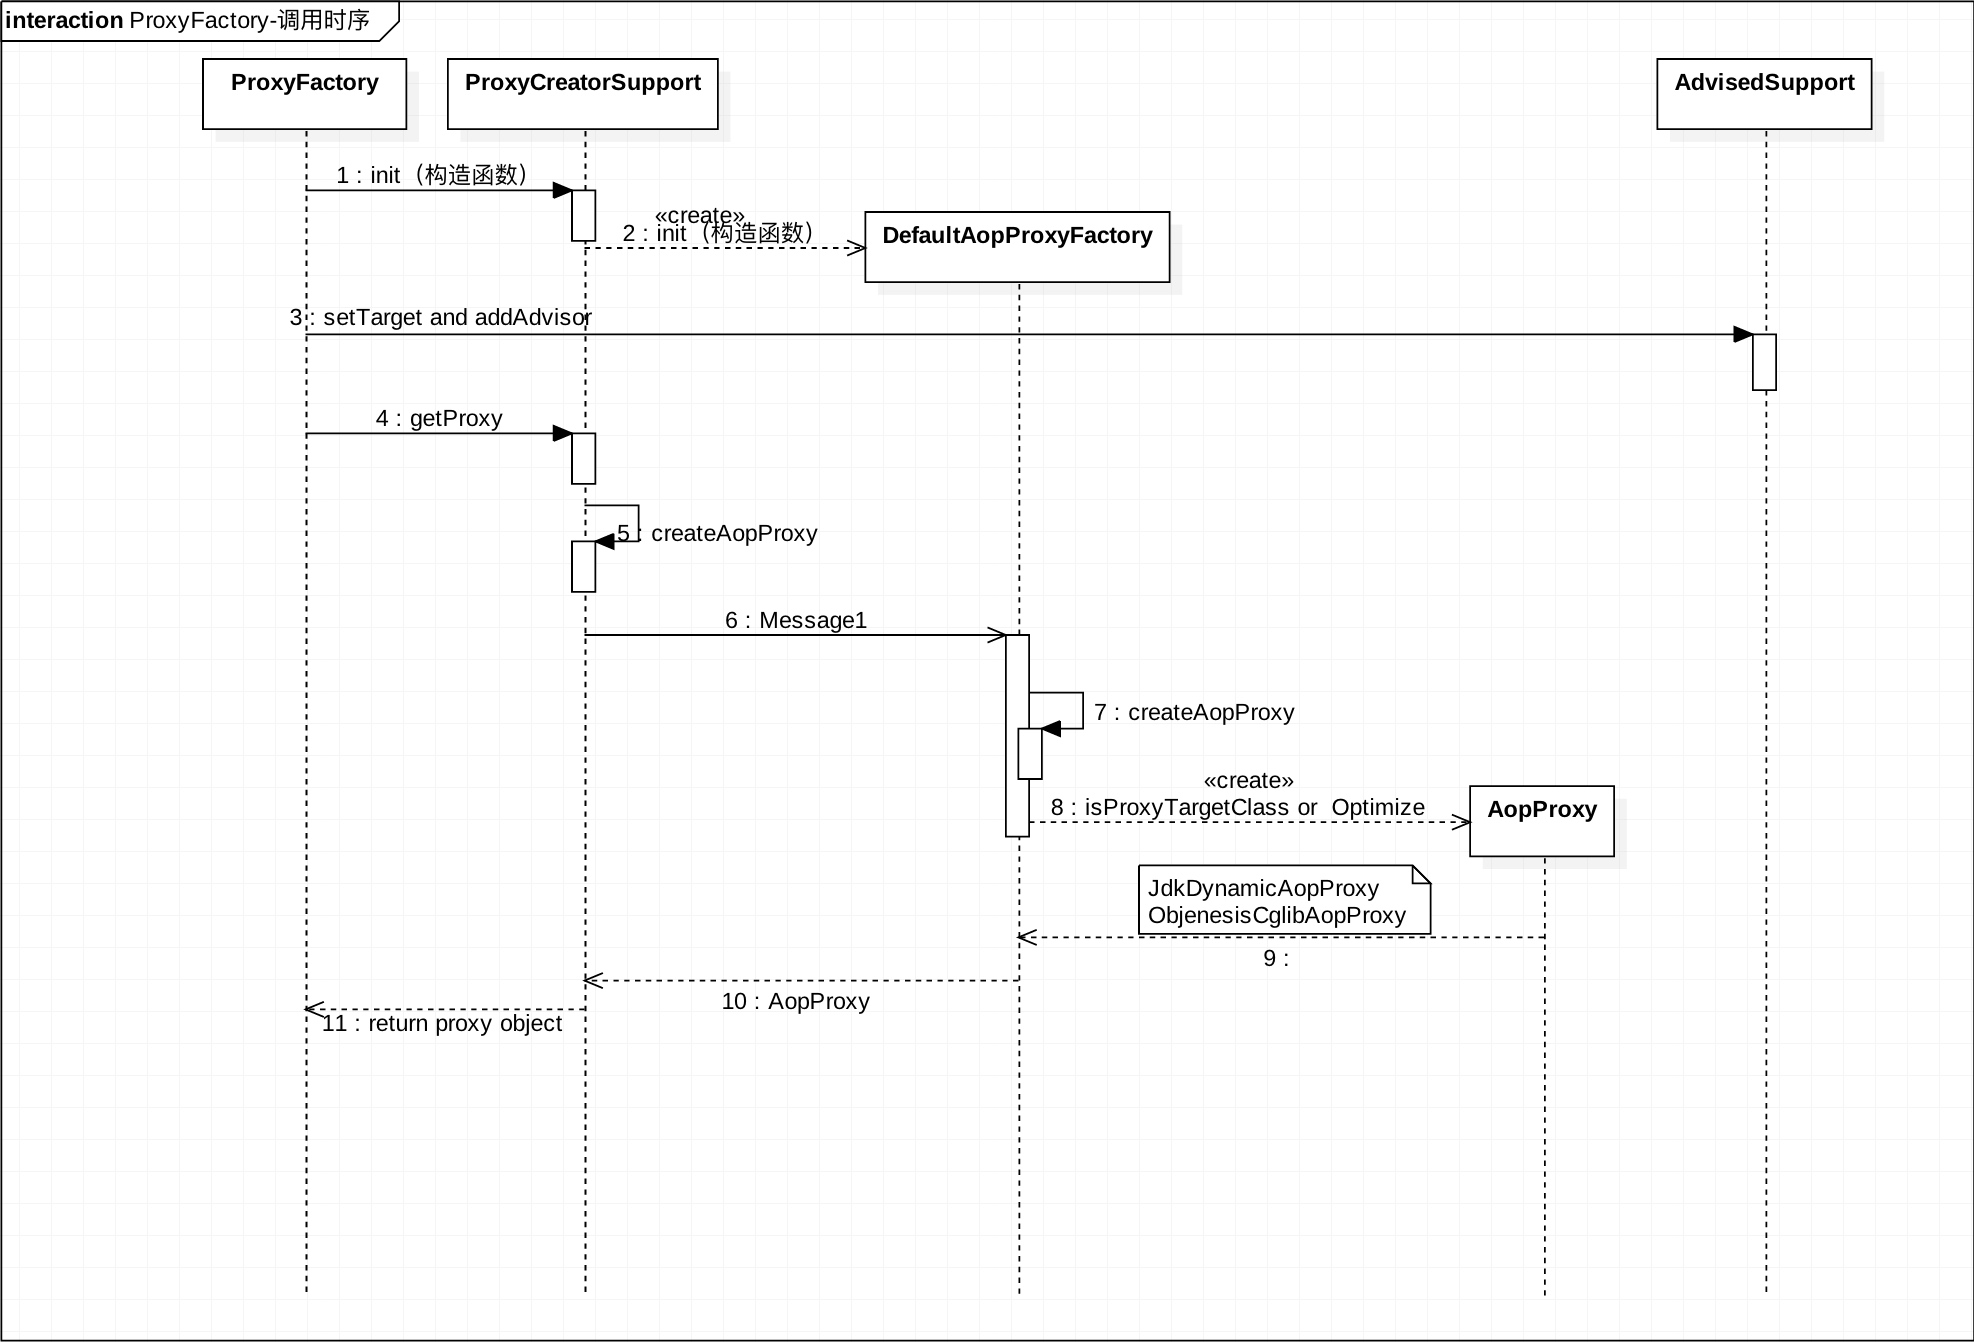 interaction ProxyFactory-调用时序
ProxyFactory
ProxyCreatorSupport
AdvisedSupport
1 : init（构造函数）
«create»
2 : init（构造函数）
DefaultAopProxyFactory
3 : setTarget and addAdvisor
4 : getProxy
5 : createAopProxy
6 : Message1
7 : createAopProxy
«create»
8 : isProxyTargetClass or  Optimize
AopProxy
JdkDynamicAopProxy
ObjenesisCglibAopProxy
9 :
10 : AopProxy
11 : return proxy object